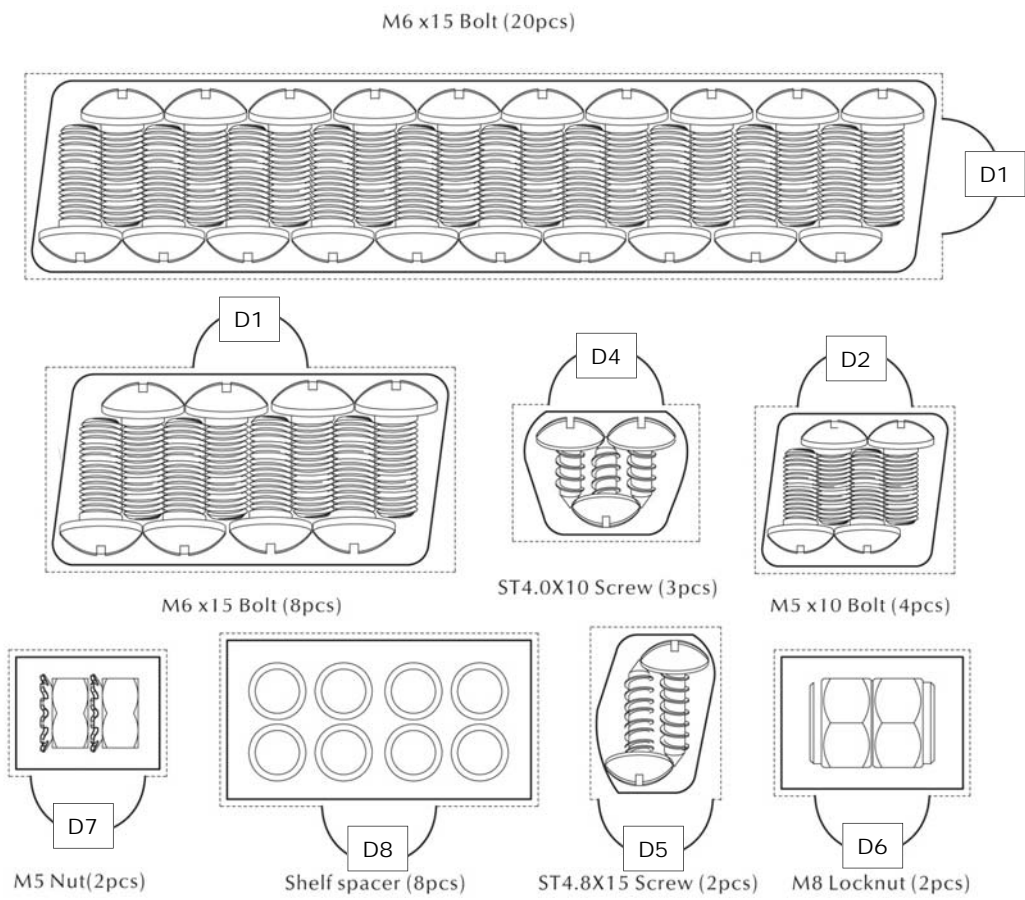 M6 x15 Bolt (20pcs)
D1
D1
D4
D2
M6 x15 Bolt (8pcs)
ST4.0X10 Screw (3pcs)
M5 x10 Bolt (4pcs)
D7
D8
D5
D6
M5 Nut(2pcs)
Shelf spacer (8pcs)
ST4.8X15 Screw (2pcs)
M8 Locknut (2pcs)